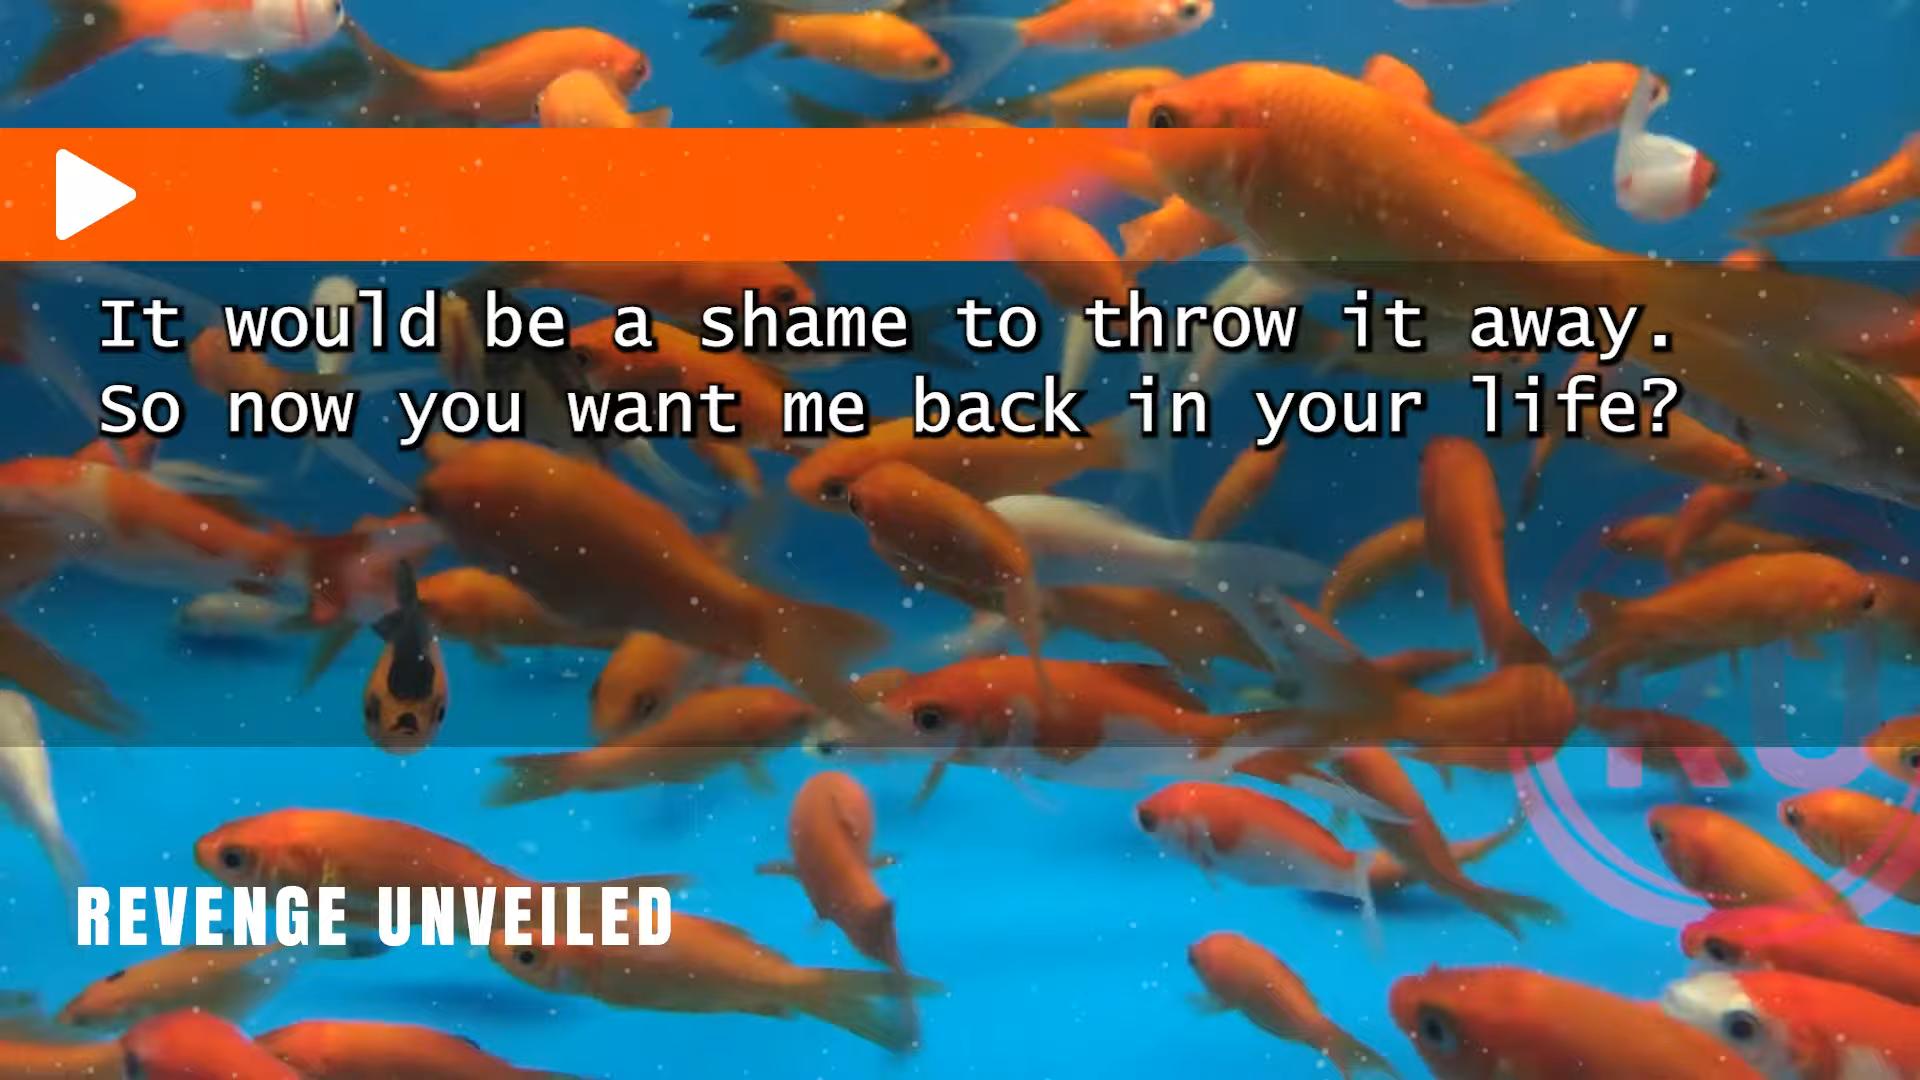 It would be a shame to throw it away.
So now you want me back in your life?
RU
REVENGE UNVEILED